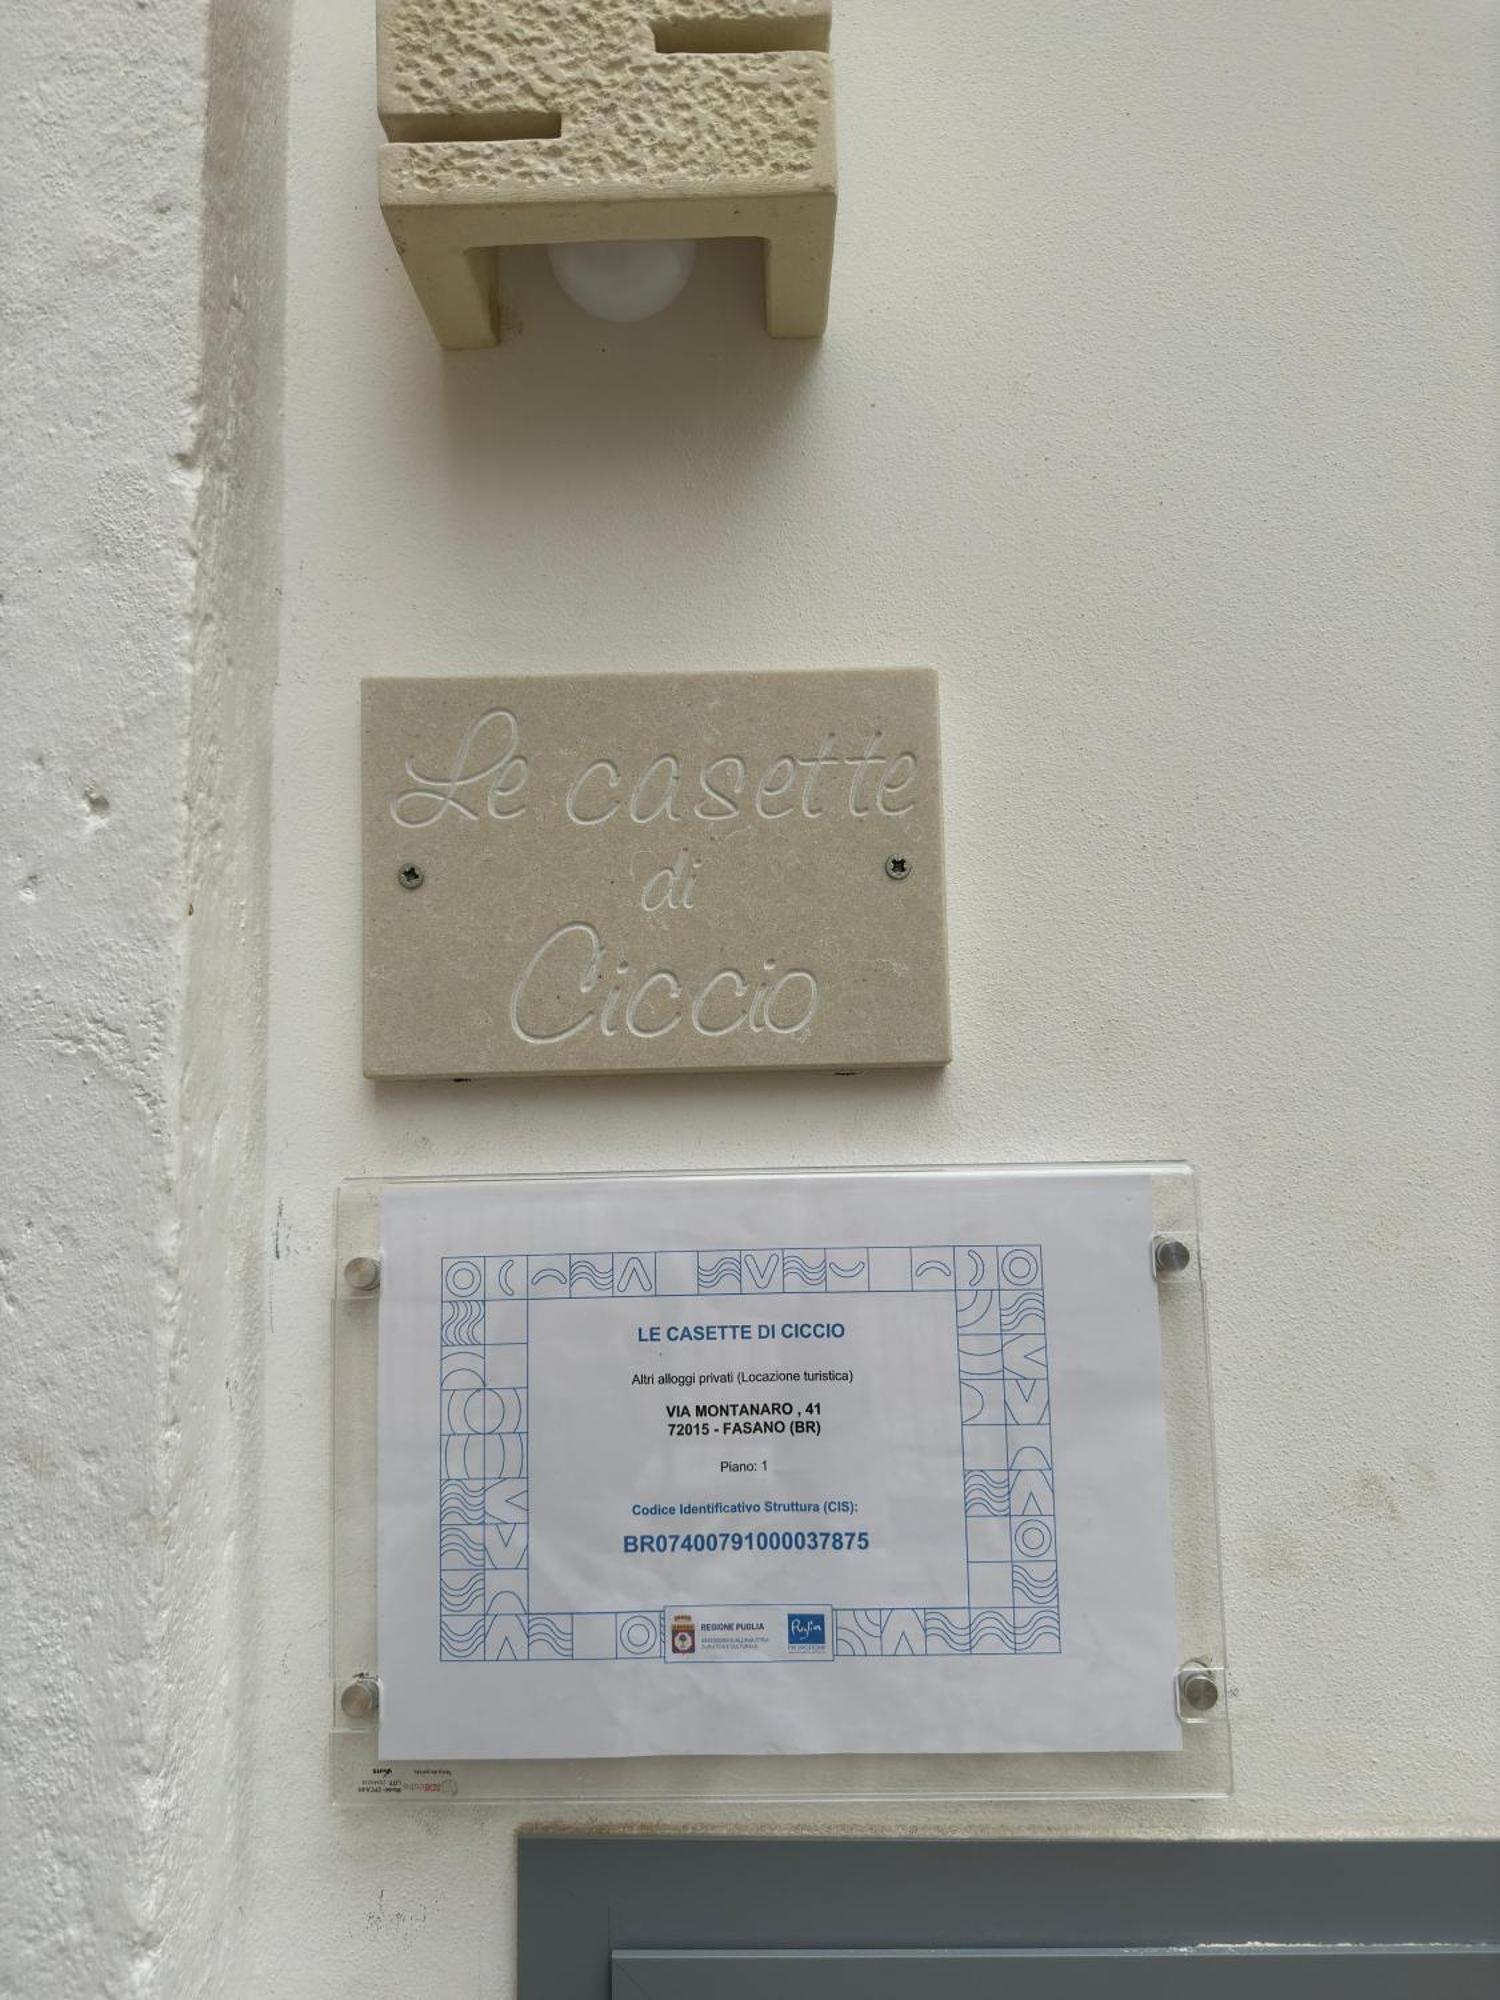 Le casette
di
Ciccio
LE CASETTE DI CICCIO
Altri alloggi privati (Locazione turistica)
VIA MONTANARO , 41
72015 - FASANO (BR)
Piano: 1
Codice Identificativo Struttura (CIS):
BR07400791000037875
REGIONE PUGLIA
Puglia